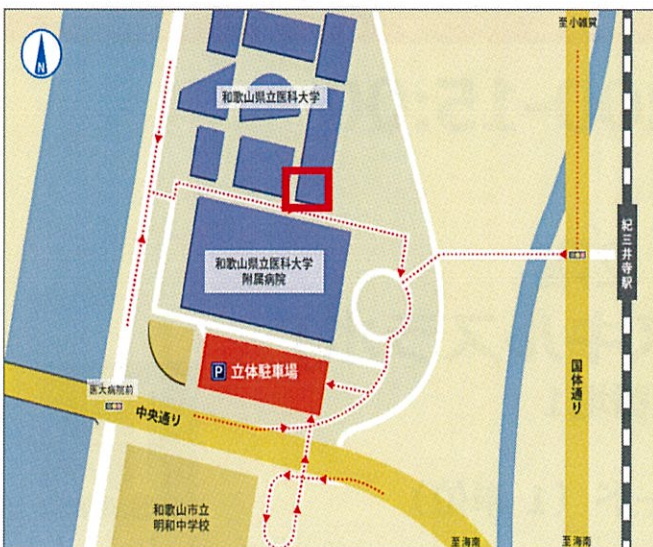 至 小雑賀
N
和歌山県立医科大学
紀三井寺駅
和歌山県立医科大学
附属病院
P 立体駐車場
国体通り
医大病院前
中央通り
和歌山市立
明和中学校
至 海南
至 海南